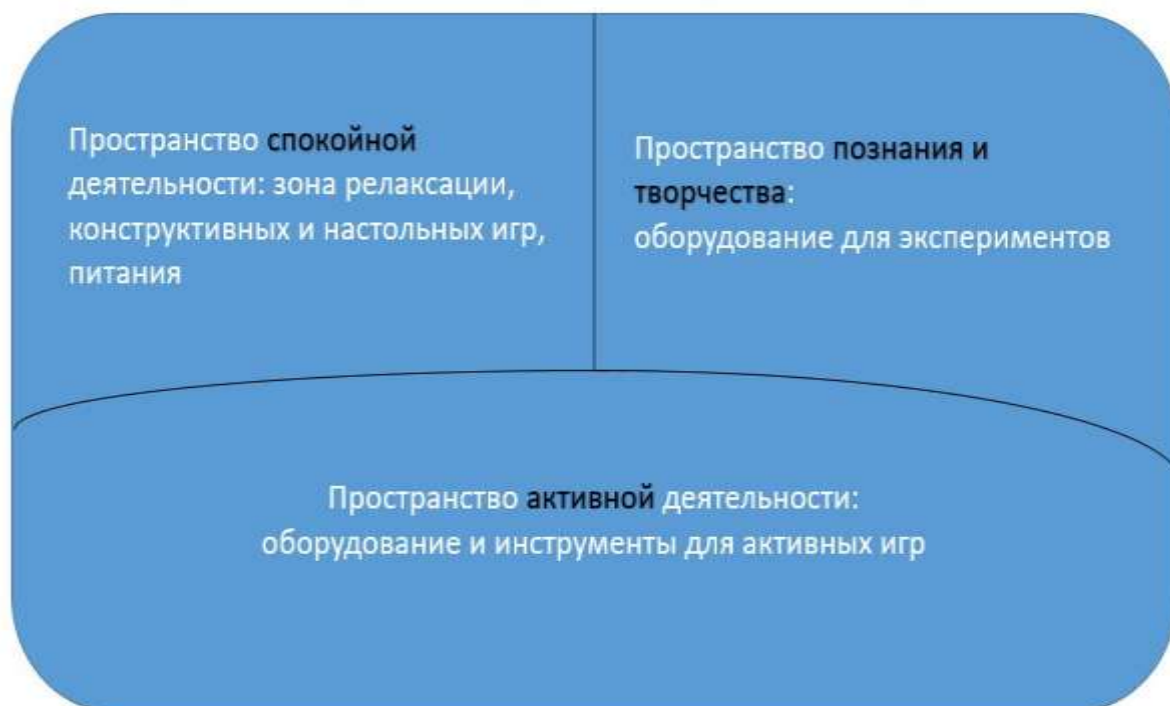 Пространство спокойной
деятельности: зона релаксации,
конструктивных и настольных игр,
питания
Пространство познания и
творчества:
оборудование для экспериментов
Пространство активной деятельности:
оборудование и инструменты для активных игр